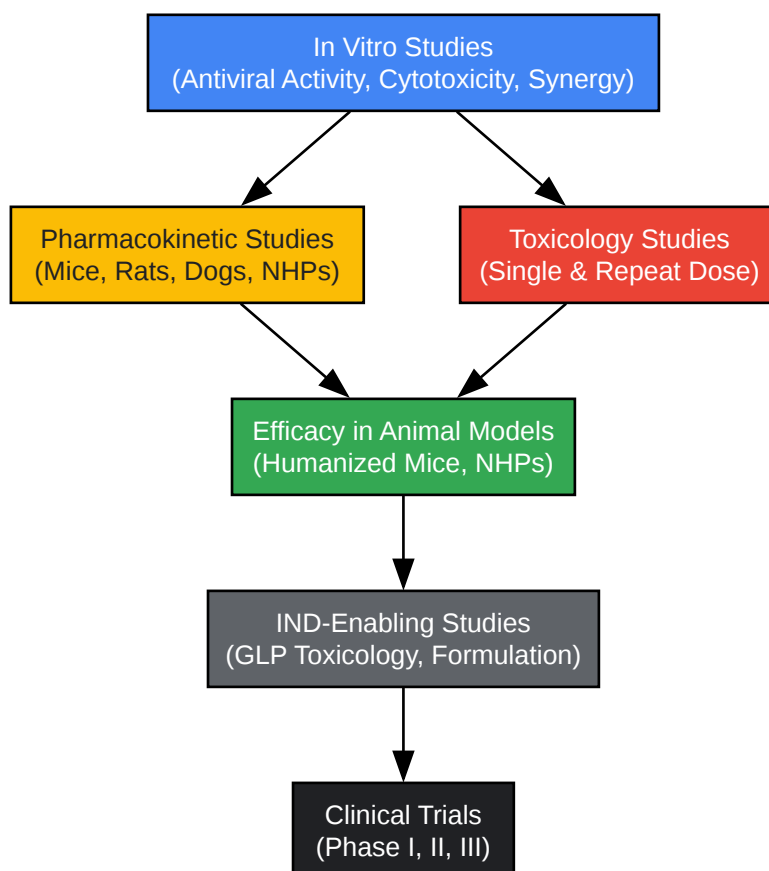 In Vitro Studies
(Antiviral Activity, Cytotoxicity, Synergy)
Pharmacokinetic Studies
(Mice, Rats, Dogs, NHPs)
Toxicology Studies
(Single & Repeat Dose)
Efficacy in Animal Models
(Humanized Mice, NHPs)
IND-Enabling Studies
(GLP Toxicology, Formulation)
Clinical Trials
(Phase I, II, III)